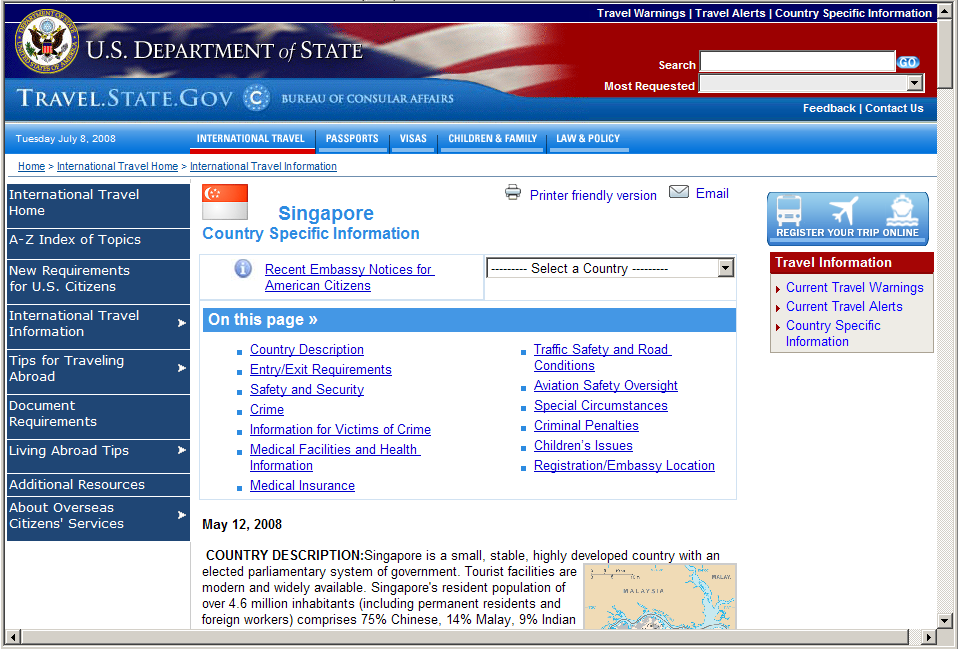 Travel Warnings | Travel Alerts | Country Specific Information
U.S. DEPARTMENT of STATE
Search
GO
Most Requested
TRAVEL.STATE.GOV C BUREAU OF CONSULAR AFFAIRS
Feedback | Contact Us
Tuesday July 8, 2008
INTERNATIONAL TRAVEL PASSPORTS VISAS CHILDREN & FAMILY LAW & POLICY
Home > International Travel Home > International Travel Information
International Travel
Home
A-Z Index of Topics
New Requirements
for U.S. Citizens
International Travel
Information
Tips for Traveling
Abroad
Document
Requirements
Living Abroad Tips
Additional Resources
About Overseas
Citizens' Services
Printer friendly version Email
Singapore
Country Specific Information
Recent Embassy Notices for
American Citizens
--------- Select a Country ---------
On this page »
Country Description
Entry/Exit Requirements
Safety and Security
Crime
Information for Victims of Crime
Medical Facilities and Health
Information
Medical Insurance
Traffic Safety and Road
Conditions
Aviation Safety Oversight
Special Circumstances
Criminal Penalties
Children's Issues
Registration/Embassy Location
May 12, 2008
COUNTRY DESCRIPTION:Singapore is a small, stable, highly developed country with an
elected parliamentary system of government. Tourist facilities are
modern and widely available. Singapore's resident population of
over 4.6 million inhabitants (including permanent residents and
foreign workers) comprises 75% Chinese, 14% Malay, 9% Indian
MALAY.
MALAYSIA
REGISTER YOUR TRIP ONLINE
Travel Information
Current Travel Warnings
Current Travel Alerts
Country Specific
Information